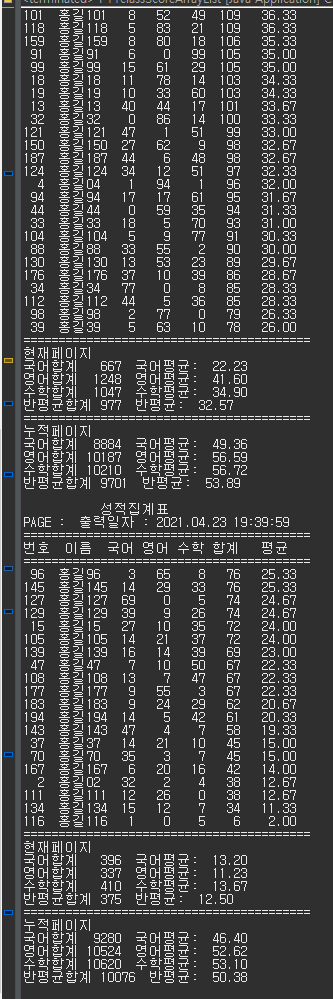 101 홍길101 8 52 49 109 36.33
118 홍길118 5 83 21 109 36.33
159 홍길159 8 80 18 106 35.33
91 홍길91 6 0 99 105 35.00
99 홍길99 15 61 29 105 35.00
18 홍길18 11 78 14 103 34.33
19 홍길19 10 33 60 103 34.33
13 홍길13 40 44 17 101 33.67
32 홍길32 0 86 14 100 33.33
121 홍길121 47 1 51 99 33.00
150 홍길150 27 62 9 98 32.67
187 홍길187 44 6 48 98 32.67
124 홍길124 34 12 51 97 32.33
4 홍길04 1 94 1 96 32.00
94 홍길94 17 17 61 95 31.67
44 홍길44 0 59 35 94 31.33
33 홍길33 18 5 70 93 31.00
104 홍길104 5 9 77 91 30.33
88 홍길88 33 55 2 90 30.00
130 홍길130 13 53 23 89 29.67
176 홍길176 37 10 39 86 28.67
34 홍길34 77 0 8 85 28.33
112 홍길112 44 5 36 85 28.33
98 홍길98 2 77 0 79 26.33
39 홍길39 5 63 10 78 26.00
========================================
현재페이지
국어합계 667 국어평균: 22.23
영어합계 1248 영어평균: 41.60
수학합계 1047 수학평균: 34.90
반평균합계 977 반평균: 32.57
========================================
누적페이지
국어합계 8884 국어평균: 49.36
영어합계 10187 영어평균: 56.59
수학합계 10210 수학평균: 56.72
반평균합계 9701 반평균: 53.89
성적집계표
PAGE : 출력일자 : 2021.04.23 19:39:59
========================================
번호 이름 국어 영어 수학 합계 평균
========================================
96 홍길96 3 65 8 76 25.33
145 홍길145 14 29 33 76 25.33
127 홍길127 69 0 5 74 24.67
129 홍길129 39 9 26 74 24.67
15 홍길15 27 10 35 72 24.00
105 홍길105 14 21 37 72 24.00
139 홍길139 16 14 39 69 23.00
47 홍길47 7 10 50 67 22.33
108 홍길108 13 7 47 67 22.33
177 홍길177 9 55 3 67 22.33
183 홍길183 9 24 29 62 20.67
194 홍길194 14 5 42 61 20.33
143 홍길143 47 4 7 58 19.33
37 홍길37 14 21 10 45 15.00
70 홍길70 35 3 7 45 15.00
167 홍길167 6 20 16 42 14.00
2 홍길02 32 2 4 38 12.67
111 홍길111 12 26 0 38 12.67
134 홍길134 15 12 7 34 11.33
116 홍길116 1 0 5 6 2.00
========================================
현재페이지
국어합계 396 국어평균: 13.20
영어합계 337 영어평균: 11.23
수학합계 410 수학평균: 13.67
반평균합계 375 반평균: 12.50
========================================
누적페이지
국어합계 9280 국어평균: 46.40
영어합계 10524 영어평균: 52.62
수학합계 10620 수학평균: 53.10
반평균합계 10076 반평균: 50.38